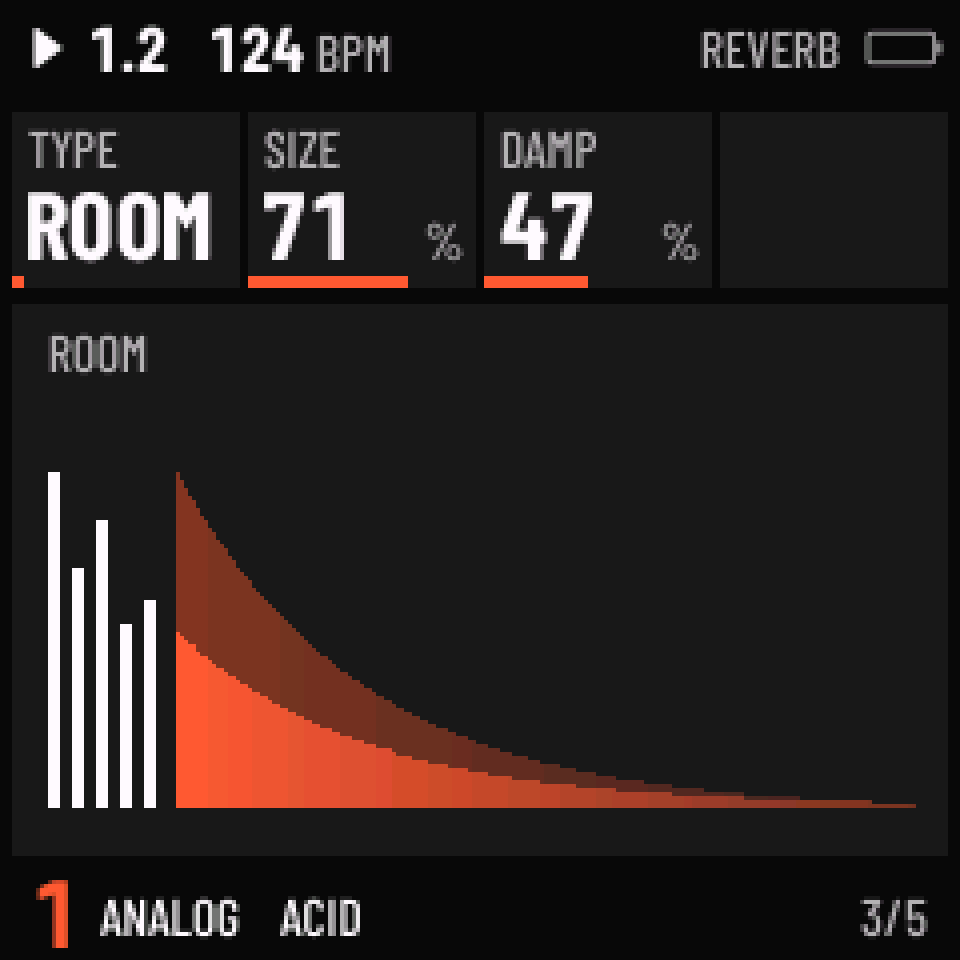 1.2 124 BPM REVERB
TYPE SIZE DAMP
ROOM 71 % 47 %
ROOM
1 ANALOG ACID 3/5